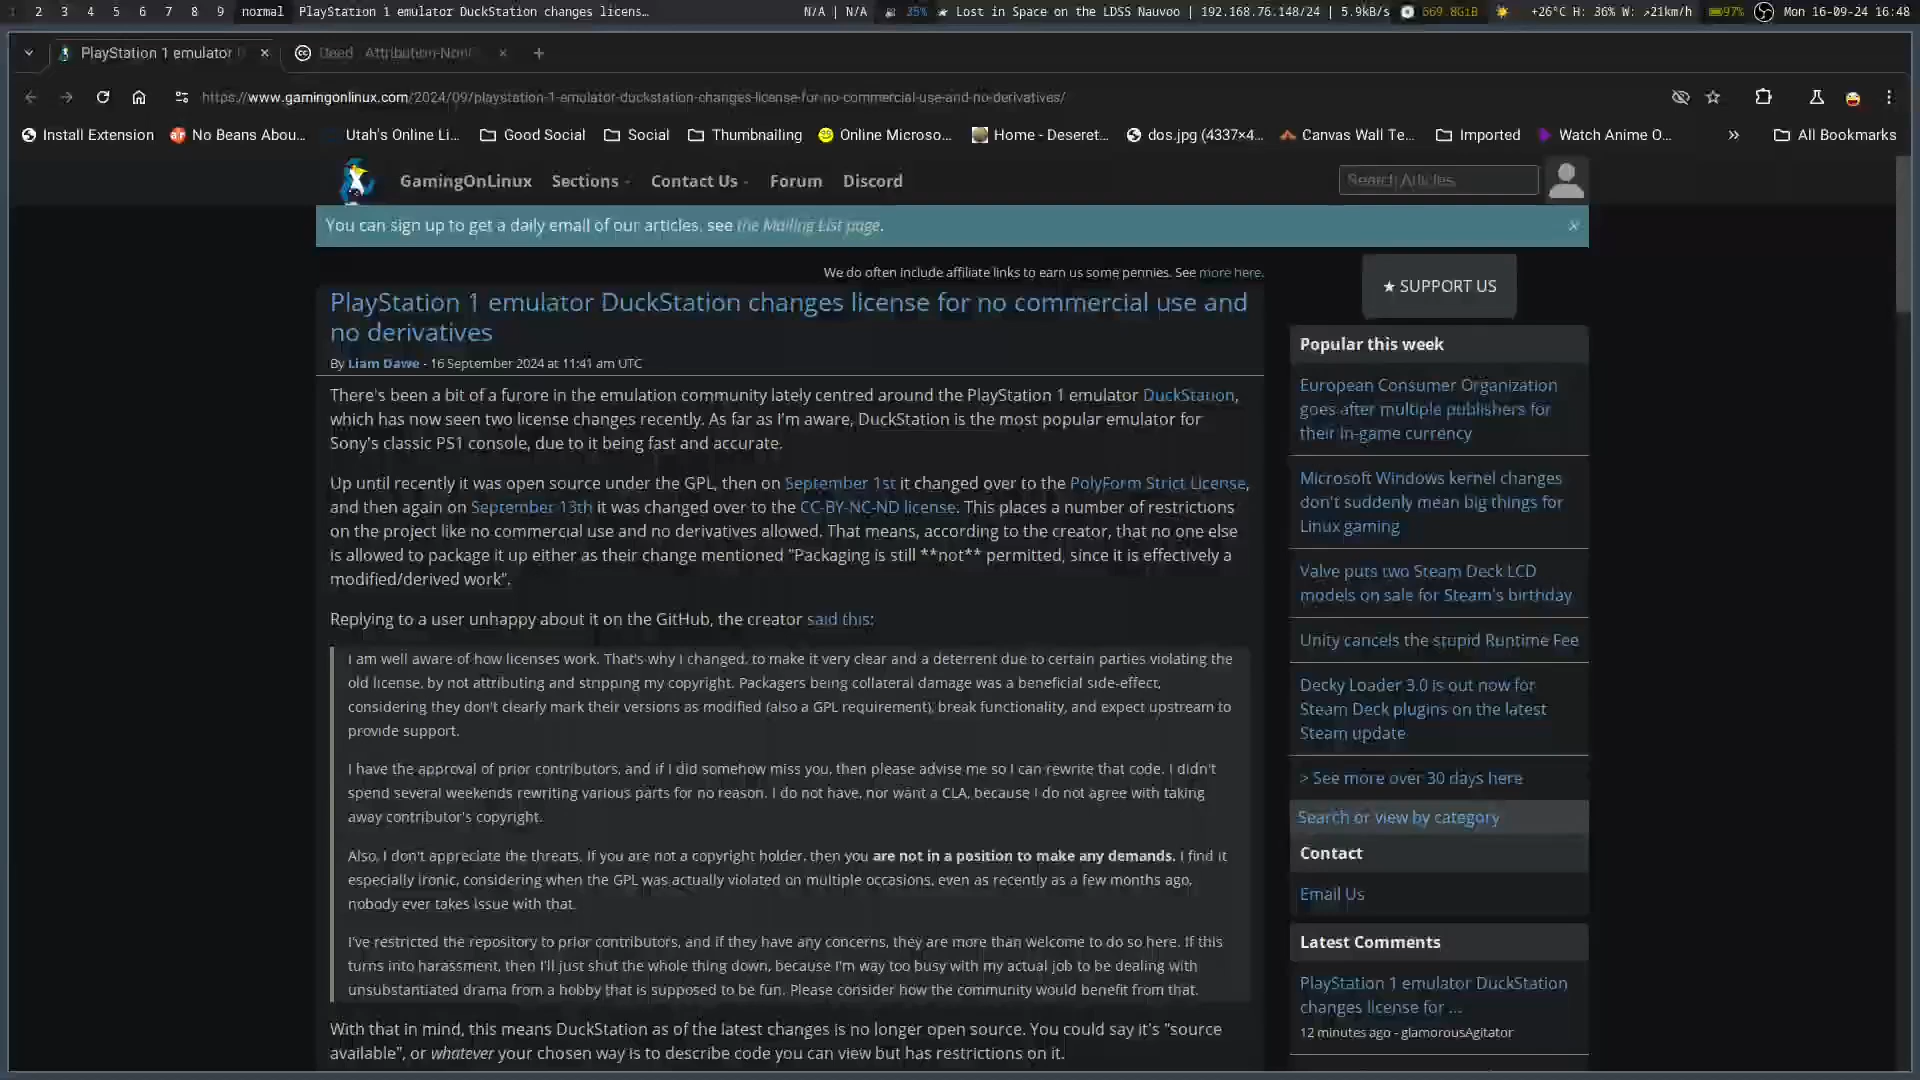 1 2 3 4 5 6 7 8 9 normal PlayStation 1 emulator DuckStation changes licens… N/A | N/A 35% Lost in Space on the LDSS Nauvoo | 192.168.76.148/24 | 5.9kB/s 669.8GiB +26°C H: 36% W: ↗21km/h 97% Mon 16-09-24 16:48
PlayStation 1 emulator D × Deed - Attribution-NonC × +
https://www.gamingonlinux.com/2024/09/playstation-1-emulator-duckstation-changes-license-for-no-commercial-use-and-no-derivatives/
Install Extension No Beans Abou... Utah's Online Li... Good Social Social Thumbnailing Online Microso... Home - Deseret... dos.jpg (4337×4... Canvas Wall Te... Imported Watch Anime O... » All Bookmarks
GamingOnLinux Sections Contact Us Forum Discord Search Articles
You can sign up to get a daily email of our articles, see the Mailing List page. ×
We do often include affiliate links to earn us some pennies. See more here.
PlayStation 1 emulator DuckStation changes license for no commercial use and
no derivatives
By Liam Dawe - 16 September 2024 at 11:41 am UTC
There's been a bit of a furore in the emulation community lately centred around the PlayStation 1 emulator DuckStation,
which has now seen two license changes recently. As far as I'm aware, DuckStation is the most popular emulator for
Sony's classic PS1 console, due to it being fast and accurate.
Up until recently it was open source under the GPL, then on September 1st it changed over to the PolyForm Strict License,
and then again on September 13th it was changed over to the CC-BY-NC-ND license. This places a number of restrictions
on the project like no commercial use and no derivatives allowed. That means, according to the creator, that no one else
is allowed to package it up either as their change mentioned "Packaging is still **not** permitted, since it is effectively a
modified/derived work".
Replying to a user unhappy about it on the GitHub, the creator said this:
I am well aware of how licenses work. That's why I changed, to make it very clear and a deterrent due to certain parties violating the
old license, by not attributing and stripping my copyright. Packagers being collateral damage was a beneficial side-effect,
considering they don't clearly mark their versions as modified (also a GPL requirement), break functionality, and expect upstream to
provide support.
I have the approval of prior contributors, and if I did somehow miss you, then please advise me so I can rewrite that code. I didn't
spend several weekends rewriting various parts for no reason. I do not have, nor want a CLA, because I do not agree with taking
away contributor's copyright.
Also, I don't appreciate the threats. If you are not a copyright holder, then you are not in a position to make any demands. I find it
especially ironic, considering when the GPL was actually violated on multiple occasions, even as recently as a few months ago,
nobody ever takes issue with that.
I've restricted the repository to prior contributors, and if they have any concerns, they are more than welcome to do so here. If this
turns into harassment, then I'll just shut the whole thing down, because I'm way too busy with my actual job to be dealing with
unsubstantiated drama from a hobby that is supposed to be fun. Please consider how the community would benefit from that.
With that in mind, this means DuckStation as of the latest changes is no longer open source. You could say it's "source
available", or whatever your chosen way is to describe code you can view but has restrictions on it.
★ SUPPORT US
Popular this week
European Consumer Organization
goes after multiple publishers for
their in-game currency
Microsoft Windows kernel changes
don't suddenly mean big things for
Linux gaming
Valve puts two Steam Deck LCD
models on sale for Steam's birthday
Unity cancels the stupid Runtime Fee
Decky Loader 3.0 is out now for
Steam Deck plugins on the latest
Steam update
> See more over 30 days here
Search or view by category
Contact
Email Us
Latest Comments
PlayStation 1 emulator DuckStation
changes license for ...
12 minutes ago - glamorousAgitator